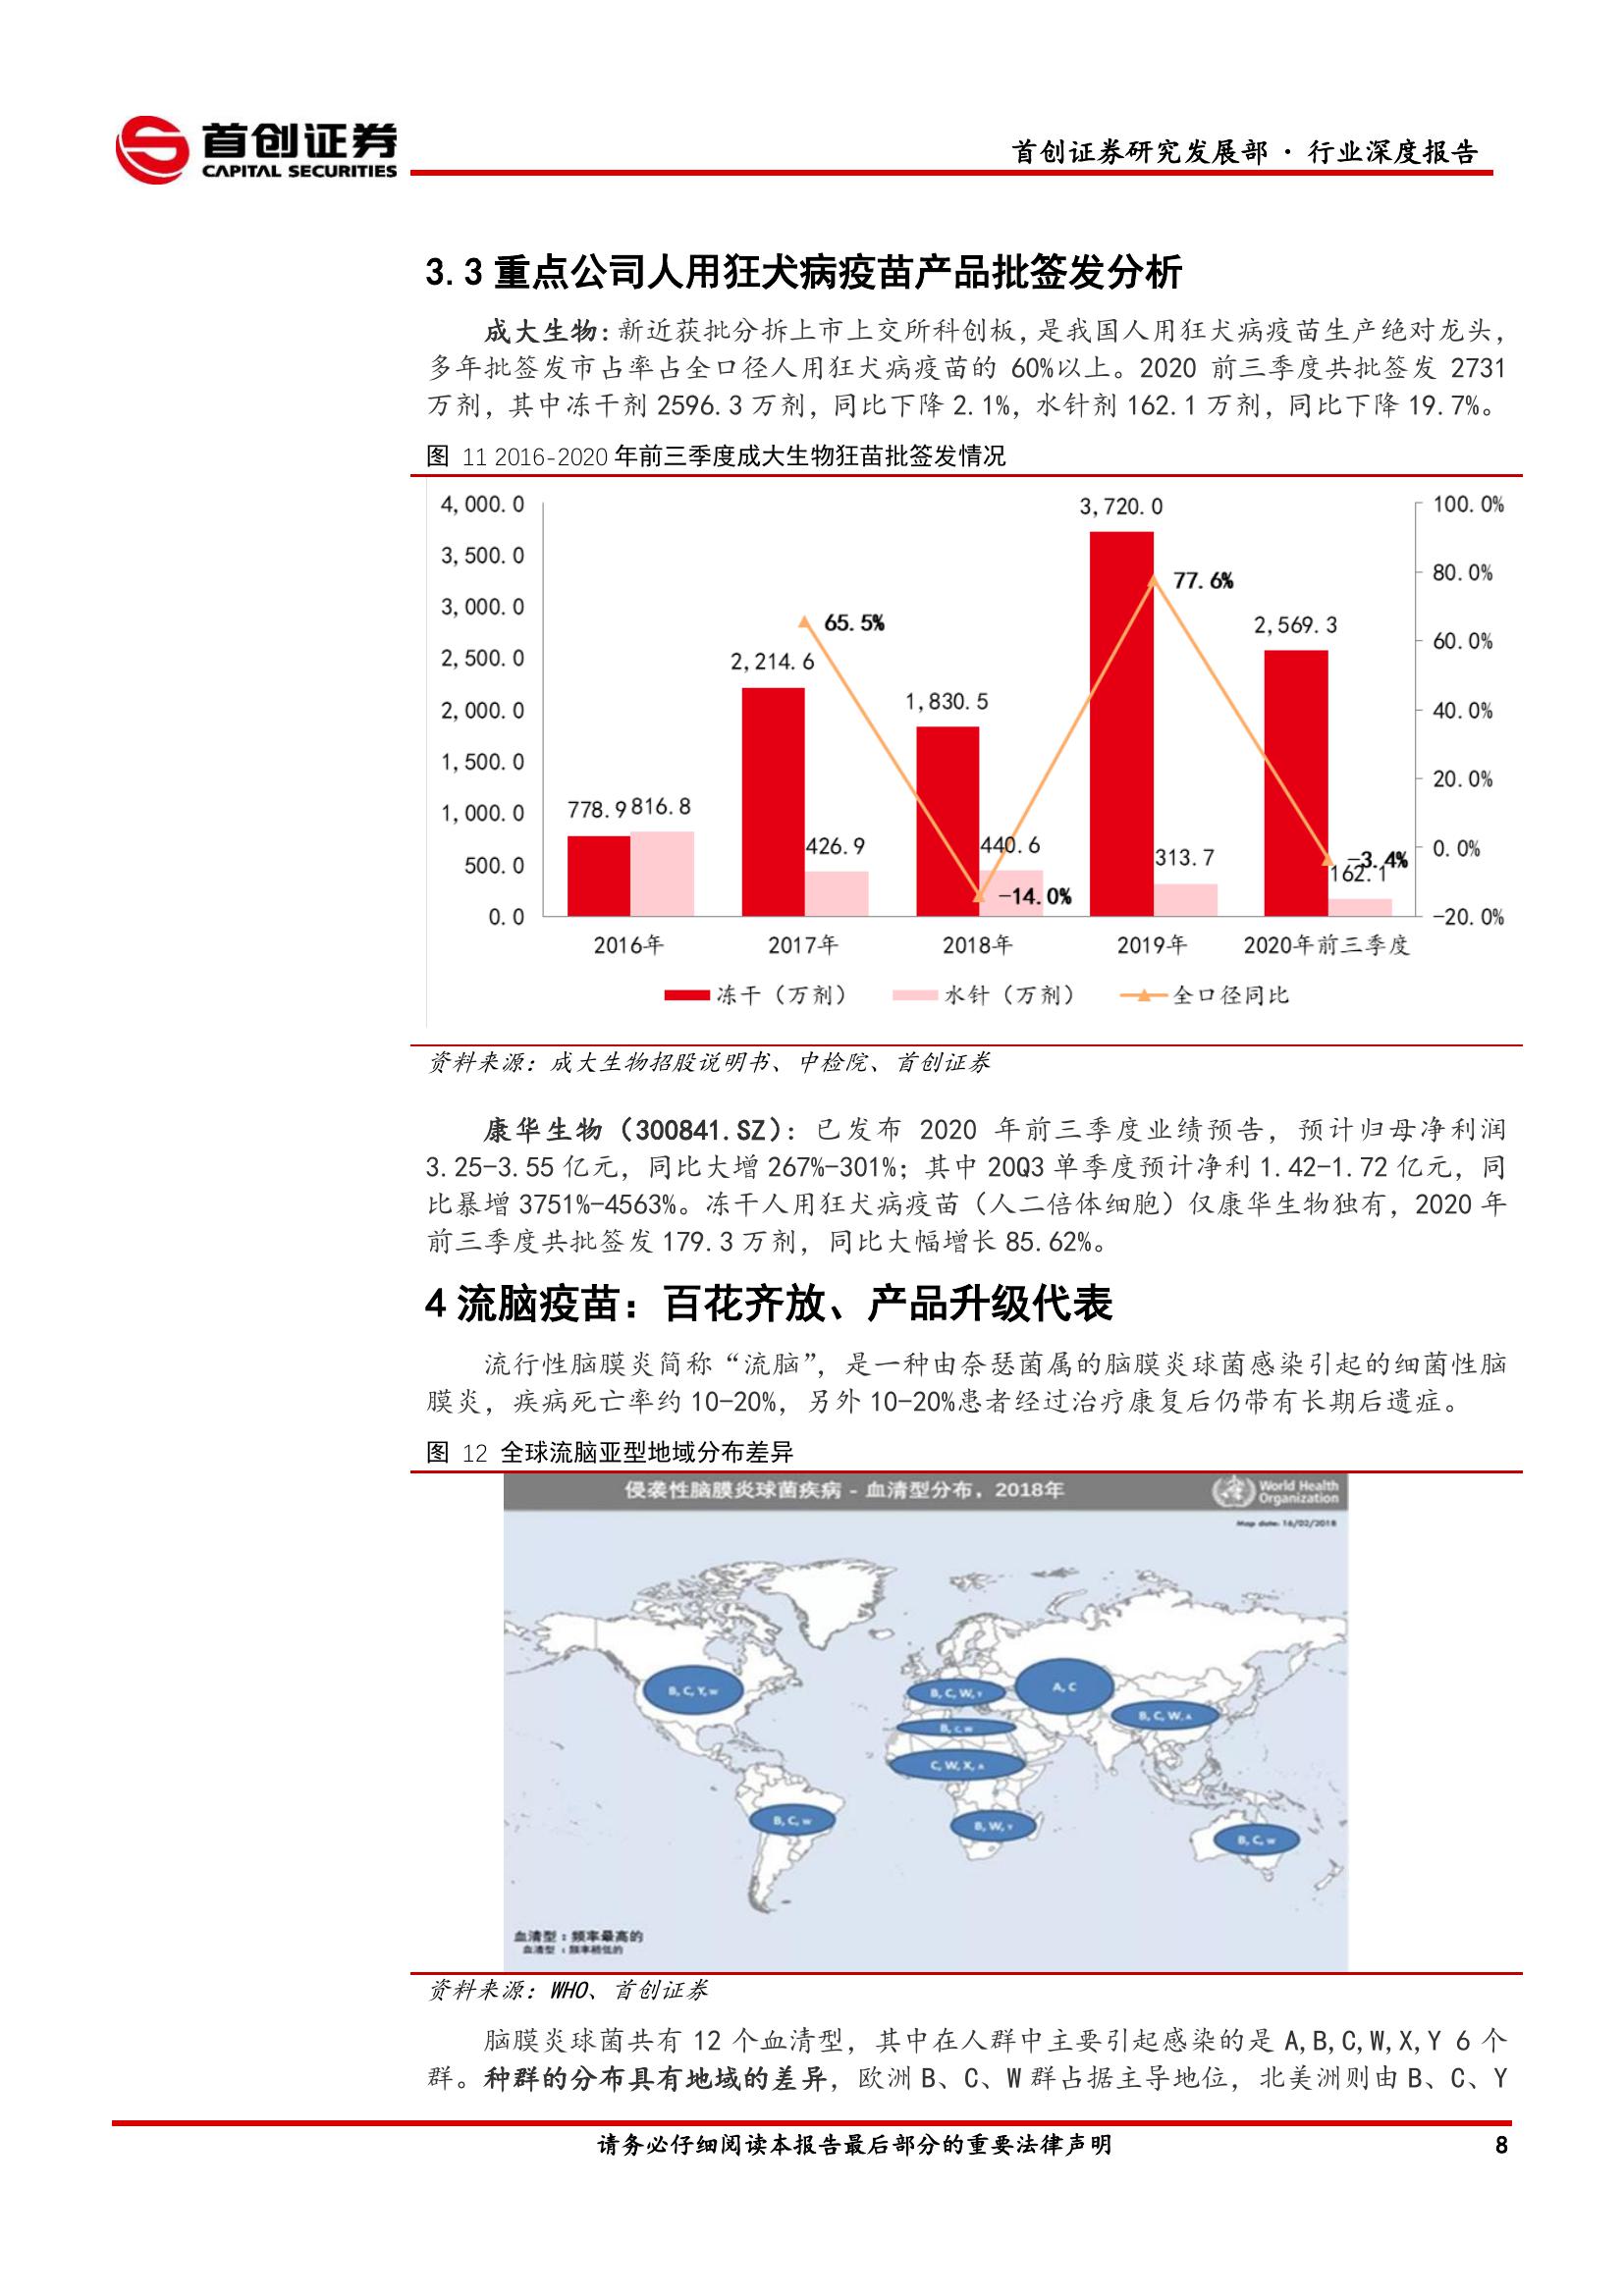 首创证券
CAPITAL SECURITIES
首创证券研究发展部 · 行业深度报告
3.3 重点公司人用狂犬病疫苗产品批签发分析
成大生物：新近获批分拆上市上交所科创板，是我国人用狂犬病疫苗生产绝对龙头，
多年批签发市占率占全口径人用狂犬病疫苗的 60%以上。2020 前三季度共批签发 2731
万剂，其中冻干剂 2596.3 万剂，同比下降 2.1%，水针剂 162.1 万剂，同比下降 19.7%。
图 11 2016-2020 年前三季度成大生物狂苗批签发情况
4,000.0
3,500.0
3,000.0
2,500.0
2,000.0
1,500.0
1,000.0
500.0
0.0
100.0%
80.0%
60.0%
40.0%
20.0%
0.0%
-20.0%
778.9
816.8
2,214.6
426.9
65.5%
1,830.5
440.6
-14.0%
3,720.0
313.7
77.6%
2,569.3
162.1
-3.4%
2016年 2017年 2018年 2019年 2020年前三季度
冻干（万剂） 水针（万剂） 全口径同比
资料来源：成大生物招股说明书、中检院、首创证券
康华生物（300841.SZ）：已发布 2020 年前三季度业绩预告，预计归母净利润
3.25-3.55 亿元，同比大增 267%-301%；其中 20Q3 单季度预计净利 1.42-1.72 亿元，同
比暴增 3751%-4563%。冻干人用狂犬病疫苗（人二倍体细胞）仅康华生物独有，2020 年
前三季度共批签发 179.3 万剂，同比大幅增长 85.62%。
4 流脑疫苗：百花齐放、产品升级代表
流行性脑膜炎简称“流脑”，是一种由奈瑟菌属的脑膜炎球菌感染引起的细菌性脑
膜炎，疾病死亡率约 10-20%，另外 10-20%患者经过治疗康复后仍带有长期后遗症。
图 12 全球流脑亚型地域分布差异
侵袭性脑膜炎球菌疾病 - 血清型分布，2018年
World Health
Organization
Map date: 16/02/2018
B, C, Y, W
B, C, W, Y
A, C
B, C, W, A
B, C, W
C, W, X, A
B, C, W
B, W, Y
B, C, W
血清型：频率最高的
血清型：频率稍低的
资料来源：WHO、首创证券
脑膜炎球菌共有 12 个血清型，其中在人群中主要引起感染的是 A,B,C,W,X,Y 6 个
群。种群的分布具有地域的差异，欧洲 B、C、W 群占据主导地位，北美洲则由 B、C、Y
请务必仔细阅读本报告最后部分的重要法律声明
8